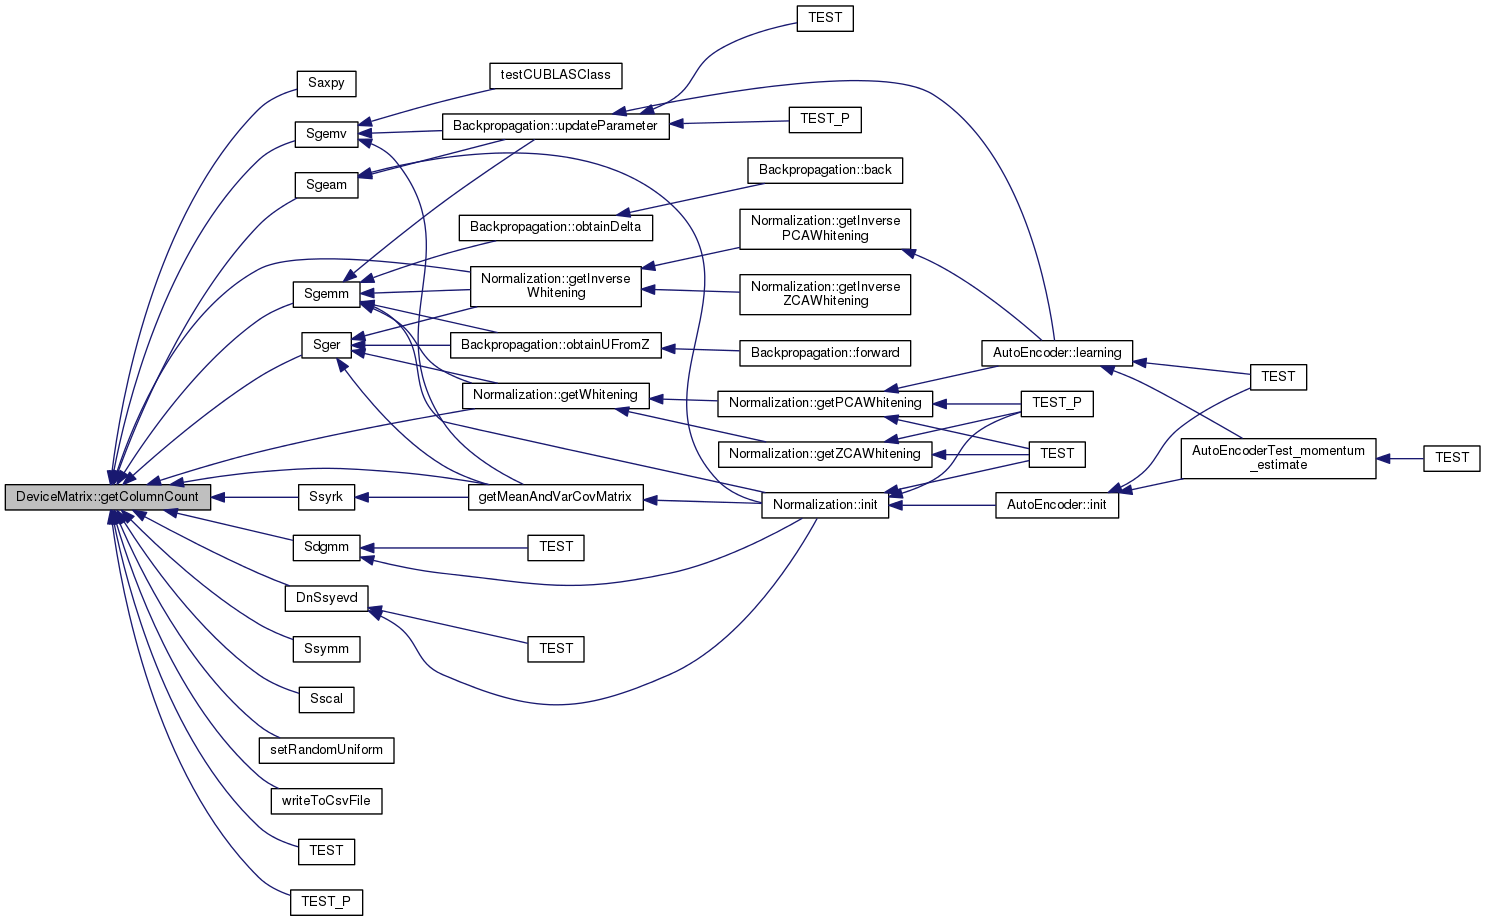 TEST
Saxpy
testCUBLASClass
Sgemv
Backpropagation::updateParameter
TEST_P
Sgeam
Backpropagation::back
Backpropagation::obtainDelta
Normalization::getInverse
PCAWhitening
Normalization::getInverse
Whitening
Normalization::getInverse
ZCAWhitening
Sgemm
Sger
Backpropagation::obtainUFromZ
Backpropagation::forward
AutoEncoder::learning
TEST
Normalization::getWhitening
Normalization::getPCAWhitening
TEST_P
Normalization::getZCAWhitening
TEST
AutoEncoderTest_momentum
_estimate
TEST
DeviceMatrix::getColumnCount
Ssyrk
getMeanAndVarCovMatrix
Normalization::init
AutoEncoder::init
Sdgmm
TEST
DnSsyevd
Ssymm
TEST
Sscal
setRandomUniform
writeToCsvFile
TEST
TEST_P